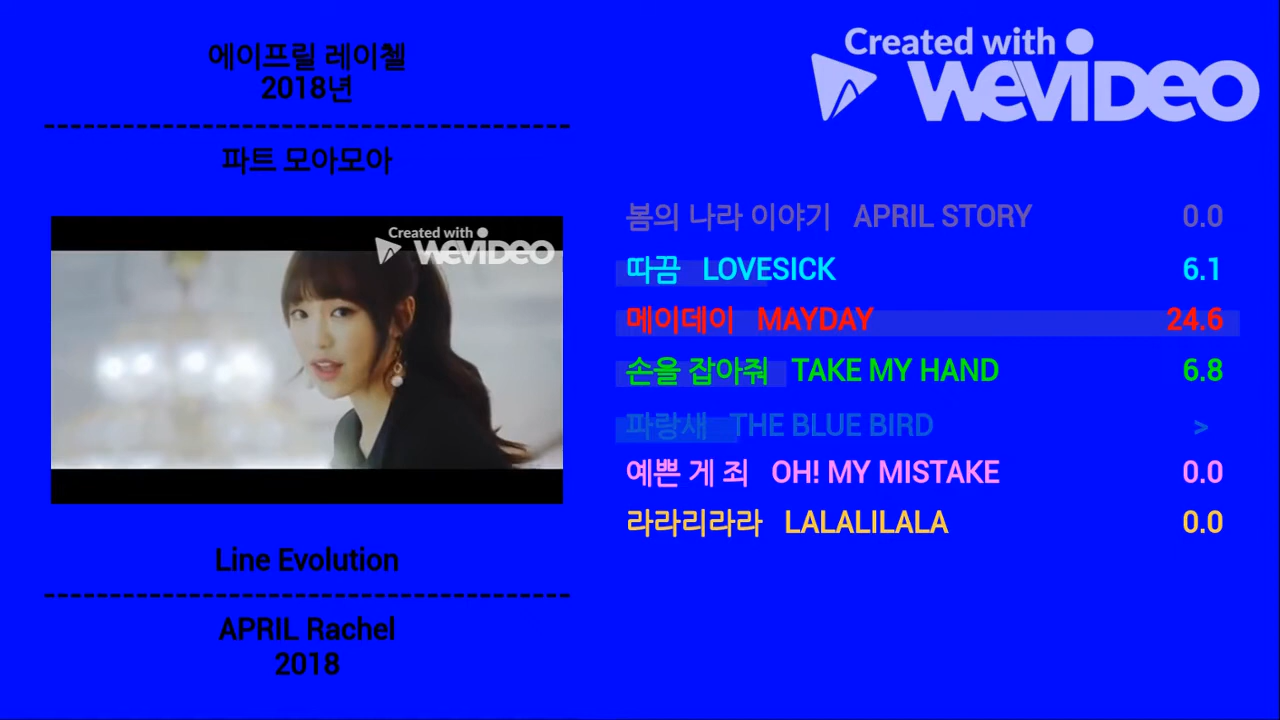 에이프릴 레이첼
2018년
파트 모아모아
Created with
WEVIDEO
Created with
WEVIDEO
봄의 나라 이야기 APRIL STORY 0.0
따끔 LOVESICK 6.1
메이데이 MAYDAY 24.6
손을 잡아줘 TAKE MY HAND 6.8
파랑새 THE BLUE BIRD >
예쁜 게 죄 OH! MY MISTAKE 0.0
라라리라라 LALALILALA 0.0
Line Evolution
APRIL Rachel
2018